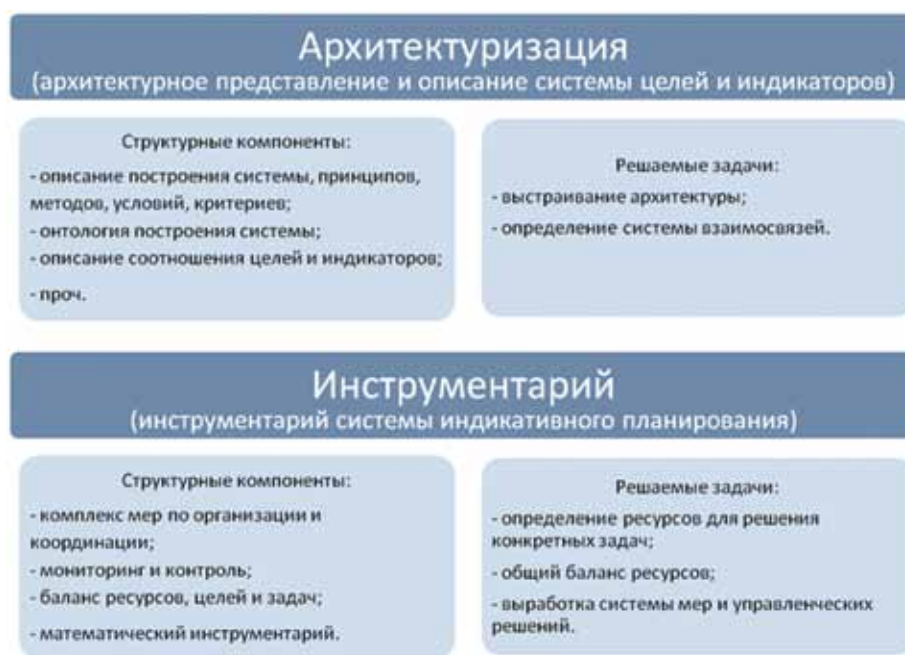 Архитектуризация
(архитектурное представление и описание системы целей и индикаторов)
Структурные компоненты:
- описание построения системы, принципов,
методов, условий, критериев;
- онтология построения системы;
- описание соотношения целей и индикаторов;
- проч.
Решаемые задачи:
- выстраивание архитектуры;
- определение системы взаимосвязей.
Инструментарий
(инструментарий системы индикативного планирования)
Структурные компоненты:
- комплекс мер по организации и
координации;
- мониторинг и контроль;
- баланс ресурсов, целей и задач;
- математический инструментарий.
Решаемые задачи:
- определение ресурсов для решения
конкретных задач;
- общий баланс ресурсов;
- выработка системы мер и управленческих
решений.